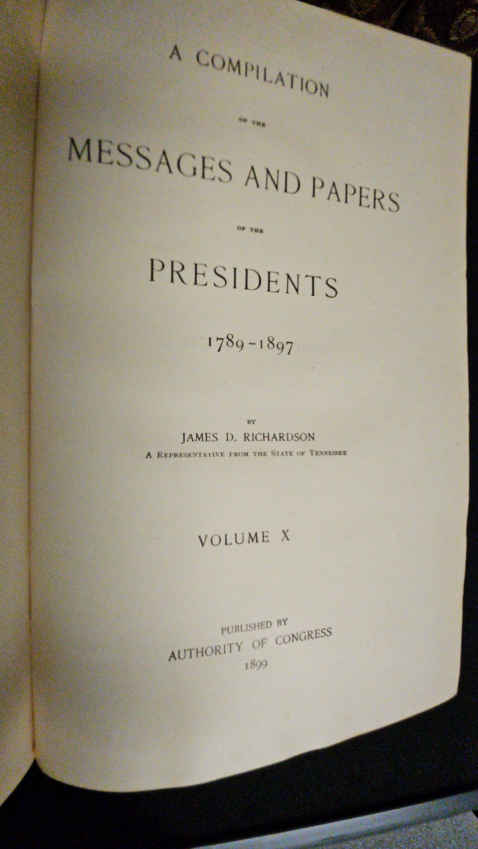 A COMPILATION
OF THE
MESSAGES AND PAPERS
OF THE
PRESIDENTS
1789-1897
BY
JAMES D. RICHARDSON
A REPRESENTATIVE FROM THE STATE OF TENNESSEE
VOLUME X
PUBLISHED BY
AUTHORITY OF CONGRESS
1899